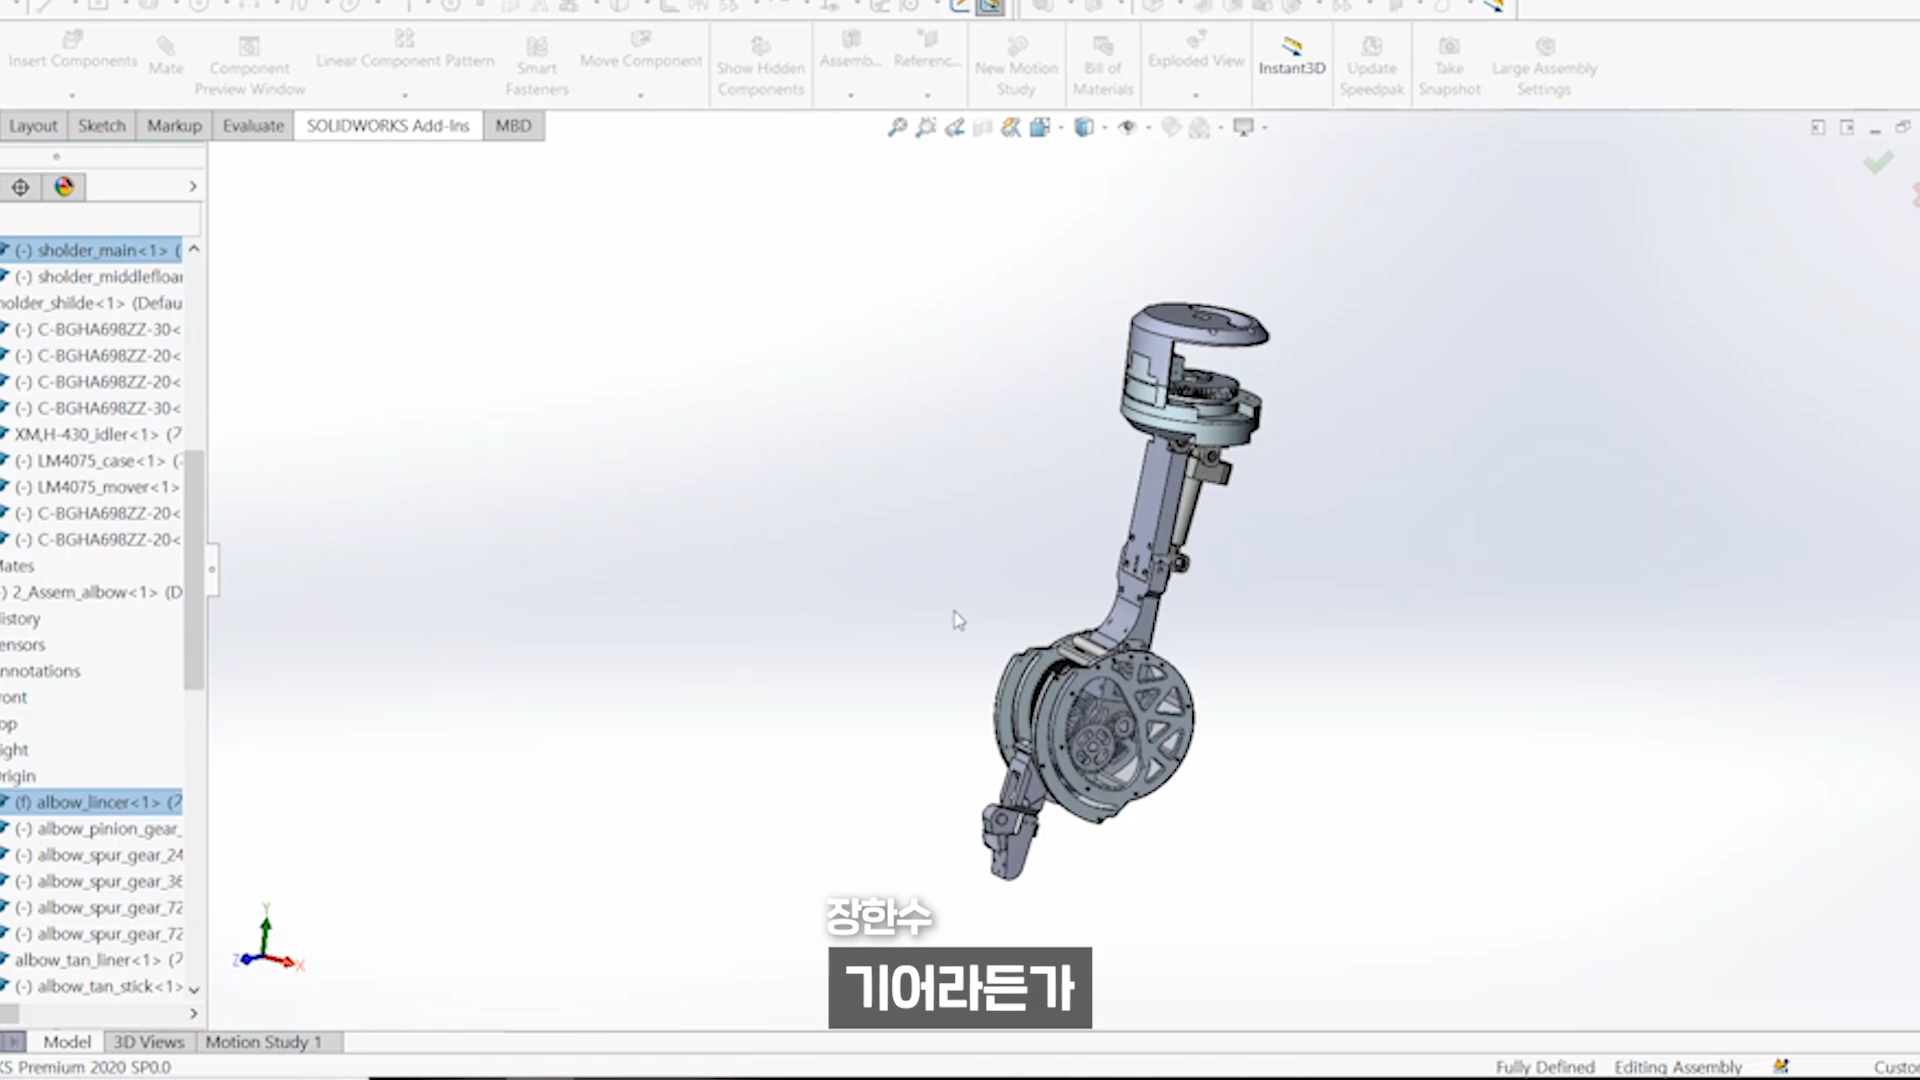 Insert Components
Mate
Component
Preview Window
Linear Component Pattern
Smart
Fasteners
Move Component
Show Hidden
Components
Assemb...
Referenc...
New Motion
Study
Bill of
Materials
Exploded View
Instant3D
Update
Speedpak
Take
Snapshot
Large Assembly
Settings
Layout
Sketch
Markup
Evaluate
SOLIDWORKS Add-Ins
MBD
(-) sholder_main<1> (
(-) sholder_middlefloar
holder_shilde<1> (Defau
(-) C-BGHA698ZZ-30<
(-) C-BGHA698ZZ-20<
(-) C-BGHA698ZZ-20<
(-) C-BGHA698ZZ-30<
XM,H-430_idler<1> (
(-) LM4075_case<1> (
(-) LM4075_mover<1>
(-) C-BGHA698ZZ-20<
(-) C-BGHA698ZZ-20<
Mates
) 2_Assem_albow<1> (D
istory
ensors
nnotations
ront
op
ight
rigin
(f) albow_lincer<1> (
(-) albow_pinion_gear_
(-) albow_spur_gear_24
(-) albow_spur_gear_36
(-) albow_spur_gear_72
(-) albow_spur_gear_72
albow_tan_liner<1> (
(-) albow_tan_stick<1>
Y
Z
X
장한수
기어라든가
Model
3D Views
Motion Study 1
KS Premium 2020 SP0.0
Fully Defined
Editing Assembly
Custo